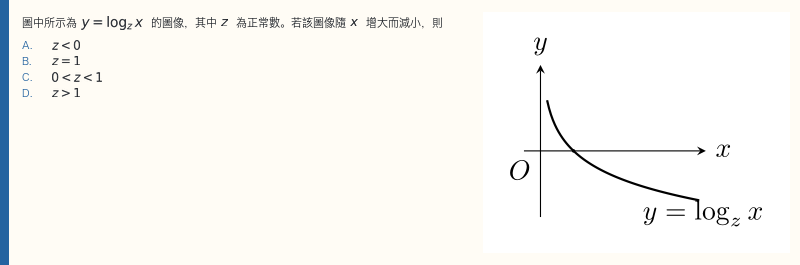 圖中所示為 y = log_z x 的圖像，其中 z 為正常數。若該圖像隨 x 增大而減小，則
A. z < 0
B. z = 1
C. 0 < z < 1
D. z > 1
y
x
O
y = log_z x